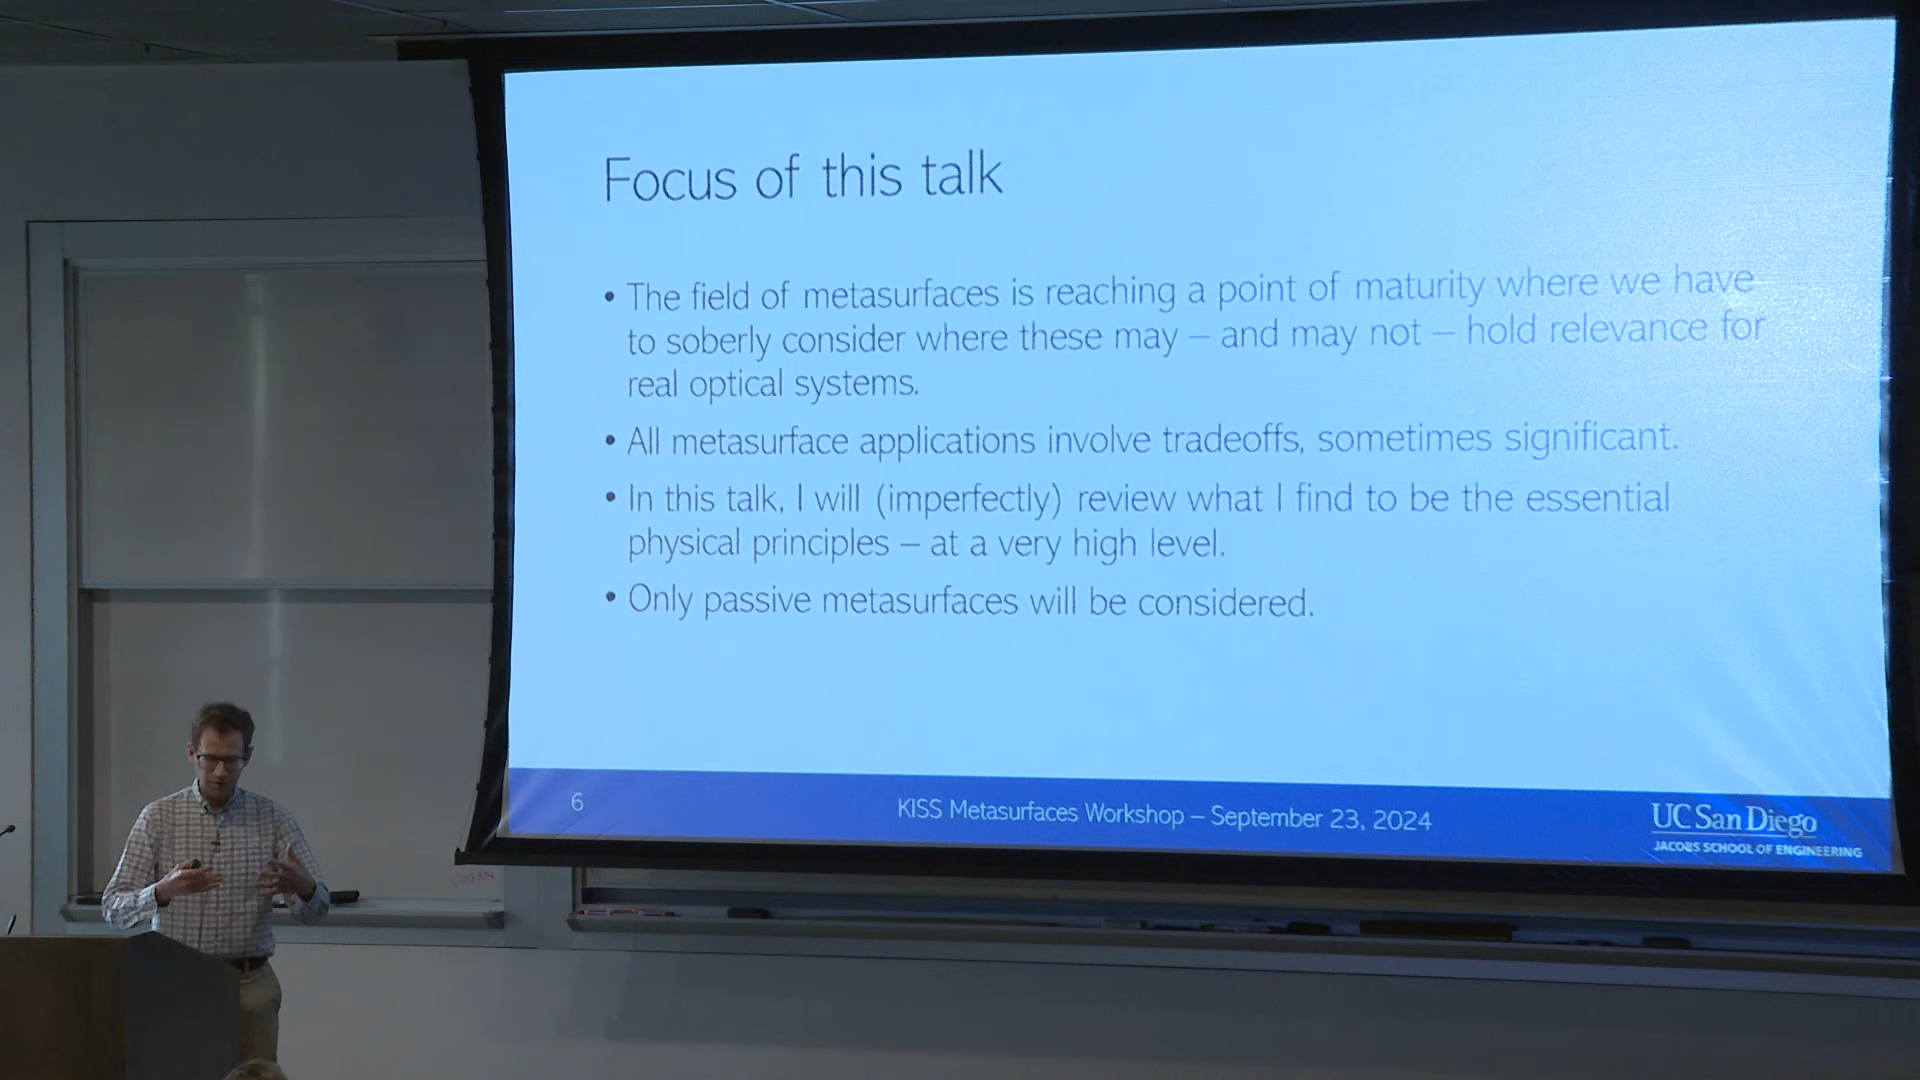 Focus of this talk
• The field of metasurfaces is reaching a point of maturity where we have
to soberly consider where these may – and may not – hold relevance for
real optical systems.
• All metasurface applications involve tradeoffs, sometimes significant.
• In this talk, I will (imperfectly) review what I find to be the essential
physical principles – at a very high level.
• Only passive metasurfaces will be considered.
6
KISS Metasurfaces Workshop – September 23, 2024
UC San Diego
JACOBS SCHOOL OF ENGINEERING